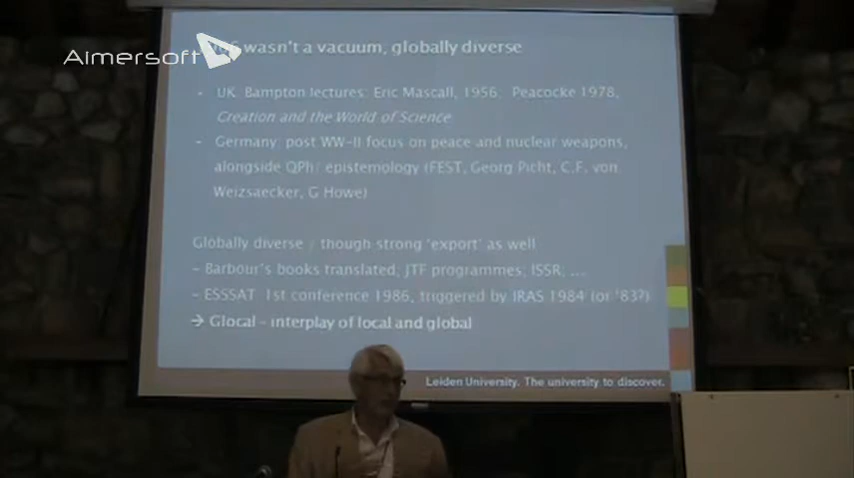 Aimersoft
wasn't a vacuum, globally diverse
- UK: Bampton lectures: Eric Mascall, 1956; Peacocke 1978,
Creation and the World of Science
- Germany: post WW-II focus on peace and nuclear weapons,
alongside QPh/ epistemology (FEST, Georg Picht, C.F. von
Weizsaecker, G Howe)
Globally diverse / though strong 'export' as well
- Barbour's books translated; JTF programmes; ISSR; ...
- ESSSAT 1st conference 1986, triggered by IRAS 1984 (or '83?)
→ Glocal - interplay of local and global
Leiden University. The university to discover.